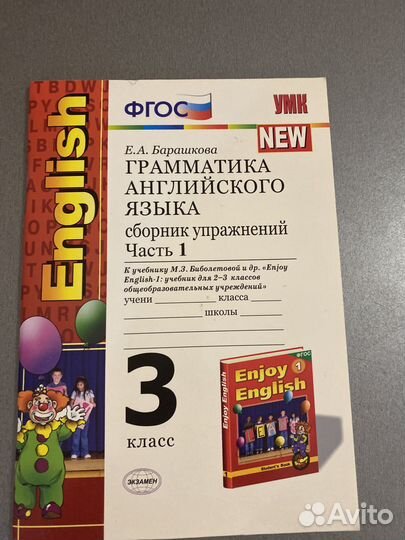 English
ФГОС
УМК
NEW
Е.А. Барашкова
ГРАММАТИКА
АНГЛИЙСКОГО
ЯЗЫКА
сборник упражнений
Часть 1
К учебнику М.З. Биболетовой и др. «Enjoy
English-1: учебник для 2–3 классов
общеобразовательных учреждений»
учени
класса
школы
3
класс
ЭКЗАМЕН
ФГОС
Enjoy 1
English
Enjoy English
Student's Book
Avito